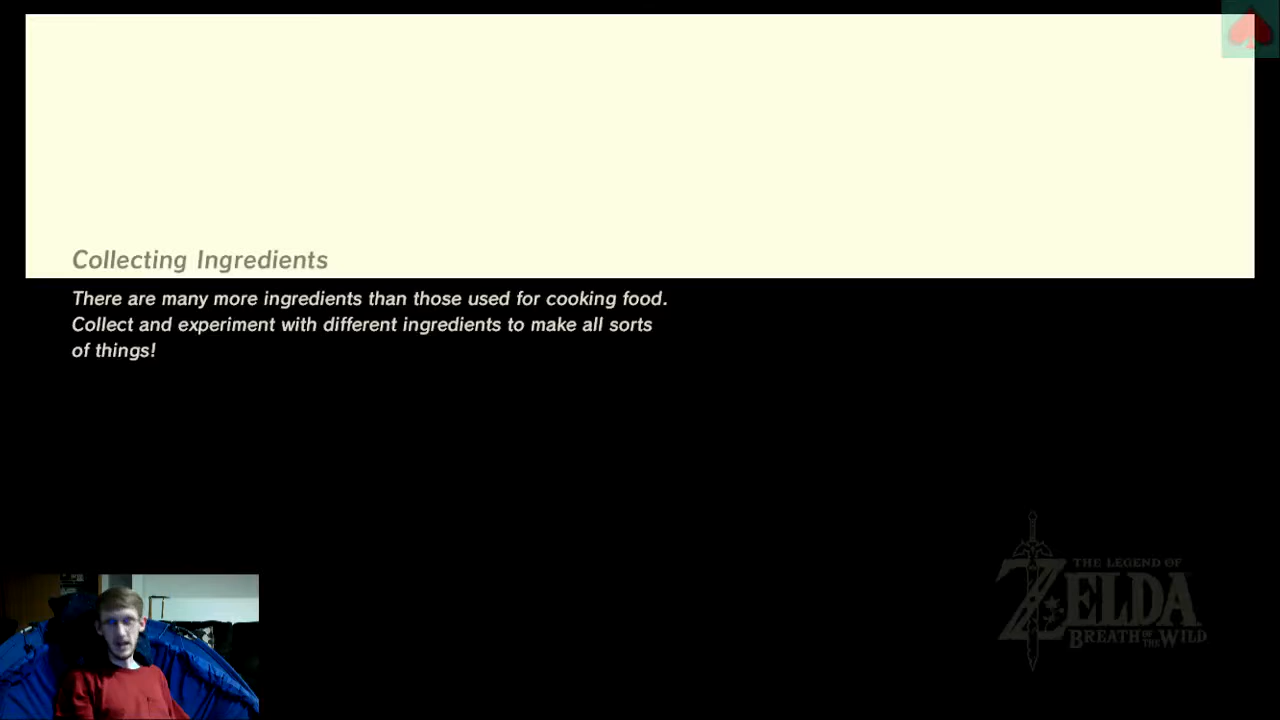 Collecting Ingredients
There are many more ingredients than those used for cooking food.
Collect and experiment with different ingredients to make all sorts
of things!
THE LEGEND OF
ZELDA
BREATH OF THE WILD